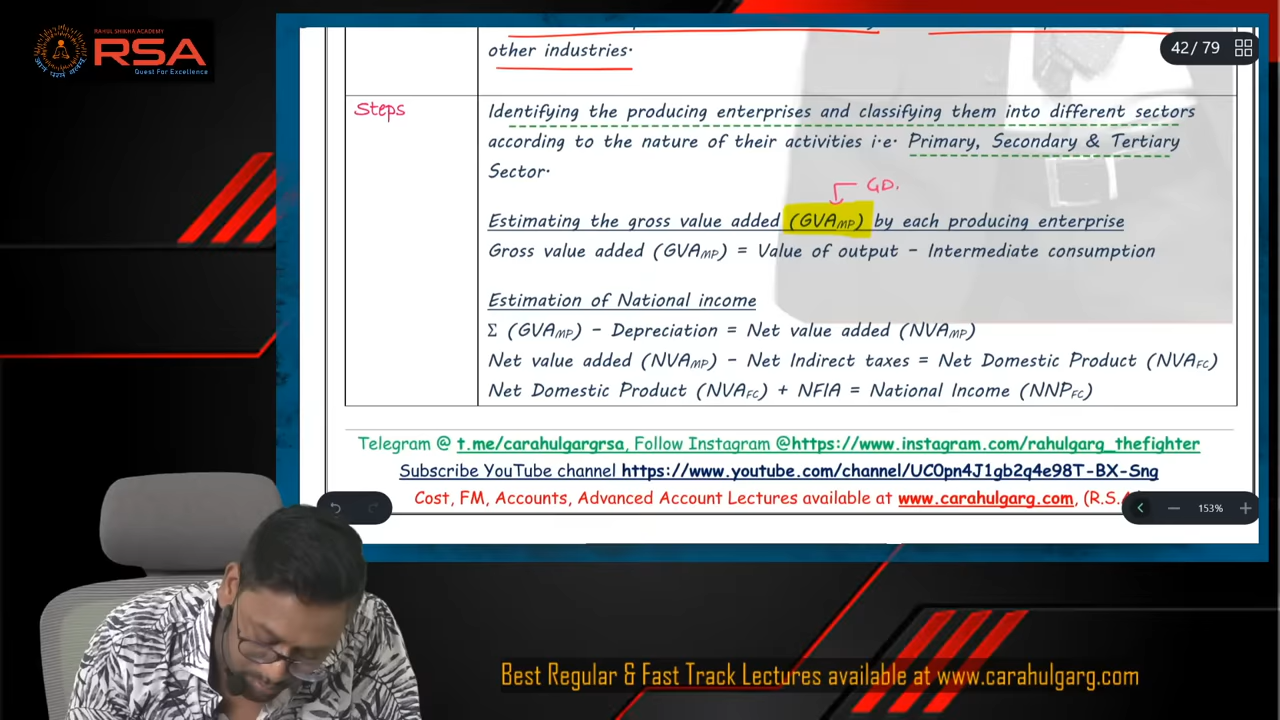 RAHUL SHIKHA ACADEMY
RSA
Quest For Excellence
other industries.
42 / 79
Steps
Identifying the producing enterprises and classifying them into different sectors
according to the nature of their activities i.e. Primary, Secondary & Tertiary
Sector.
GD.
Estimating the gross value added (GVAMP) by each producing enterprise
Gross value added (GVAMP) = Value of output - Intermediate consumption
Estimation of National income
Σ (GVAMP) - Depreciation = Net value added (NVAMP)
Net value added (NVAMP) - Net Indirect taxes = Net Domestic Product (NVAFC)
Net Domestic Product (NVAFC) + NFIA = National Income (NNPFC)
Telegram @ t.me/carahulgargrsa, Follow Instagram @https://www.instagram.com/rahulgarg_thefighter
Subscribe YouTube channel https://www.youtube.com/channel/UC0pn4J1gb2q4e98T-BX-Sng
Cost, FM, Accounts, Advanced Account Lectures available at www.carahulgarg.com, (R.S.A
153%
Best Regular & Fast Track Lectures available at www.carahulgarg.com